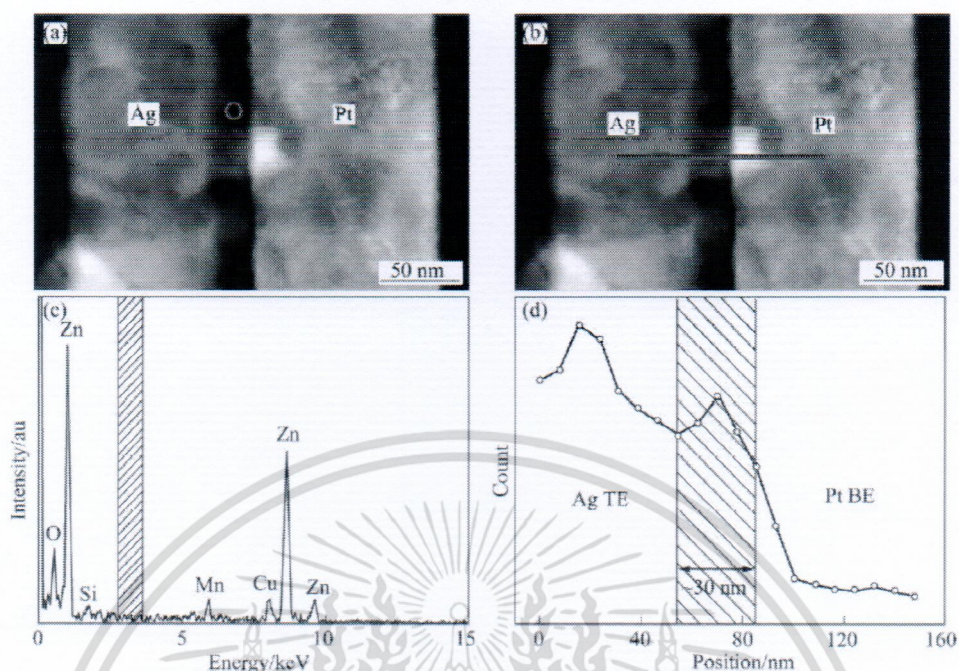 (a)
Ag
Pt
50 nm
(b)
Ag
Pt
50 nm
(c)
Zn
O
Si
Mn
Cu
Zn
Zn
Intensity/au
0
5
10
15
Energy/keV
(d)
Count
Ag TE
Pt BE
~30 nm
0
40
80
120
160
Position/nm